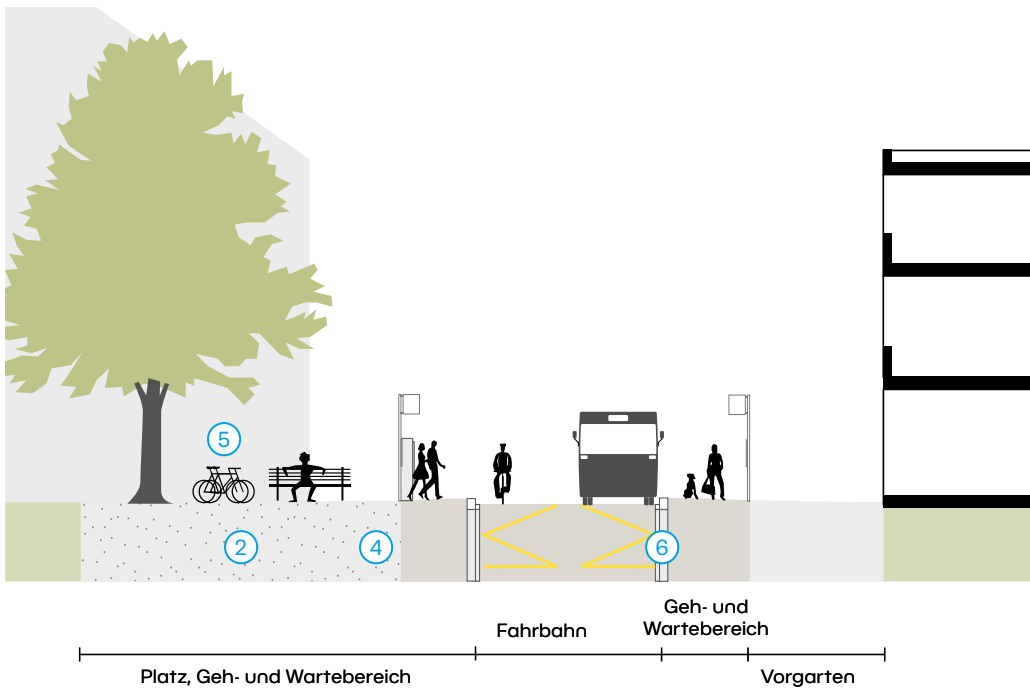 5
2
4
6
Geh- und
Wartebereich
Fahrbahn
Platz, Geh- und Wartebereich
Vorgarten